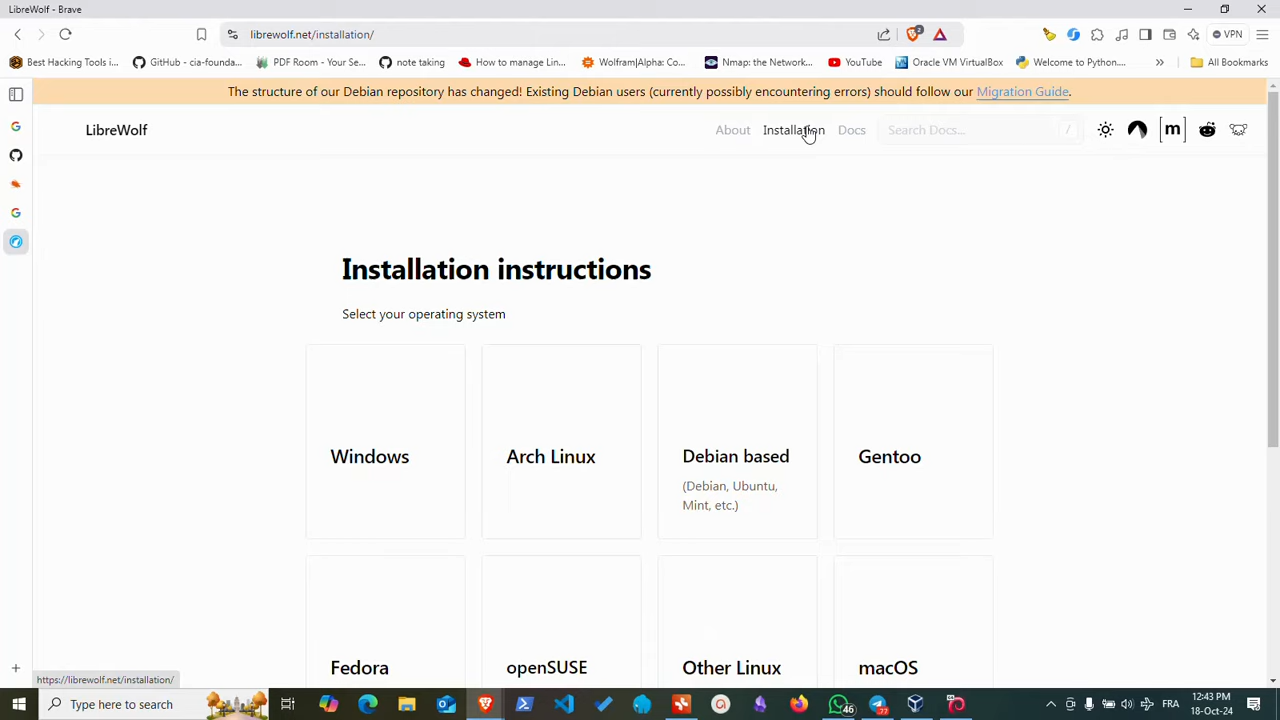 LibreWolf - Brave
librewolf.net/installation/
2
VPN
Best Hacking Tools i...
GitHub - cia-founda...
PDF Room - Your Se...
note taking
How to manage Lin...
Wolfram|Alpha: Co...
Nmap: the Network...
YouTube
Oracle VM VirtualBox
Welcome to Python....
All Bookmarks
The structure of our Debian repository has changed! Existing Debian users (currently possibly encountering errors) should follow our Migration Guide.
LibreWolf
About
Installation
Docs
Search Docs...
/
[m]
Installation instructions
Select your operating system
Windows
Arch Linux
Debian based
(Debian, Ubuntu,
Mint, etc.)
Gentoo
Fedora
openSUSE
Other Linux
macOS
https://librewolf.net/installation/
Type here to search
46
77
FRA
12:43 PM
18-Oct-24